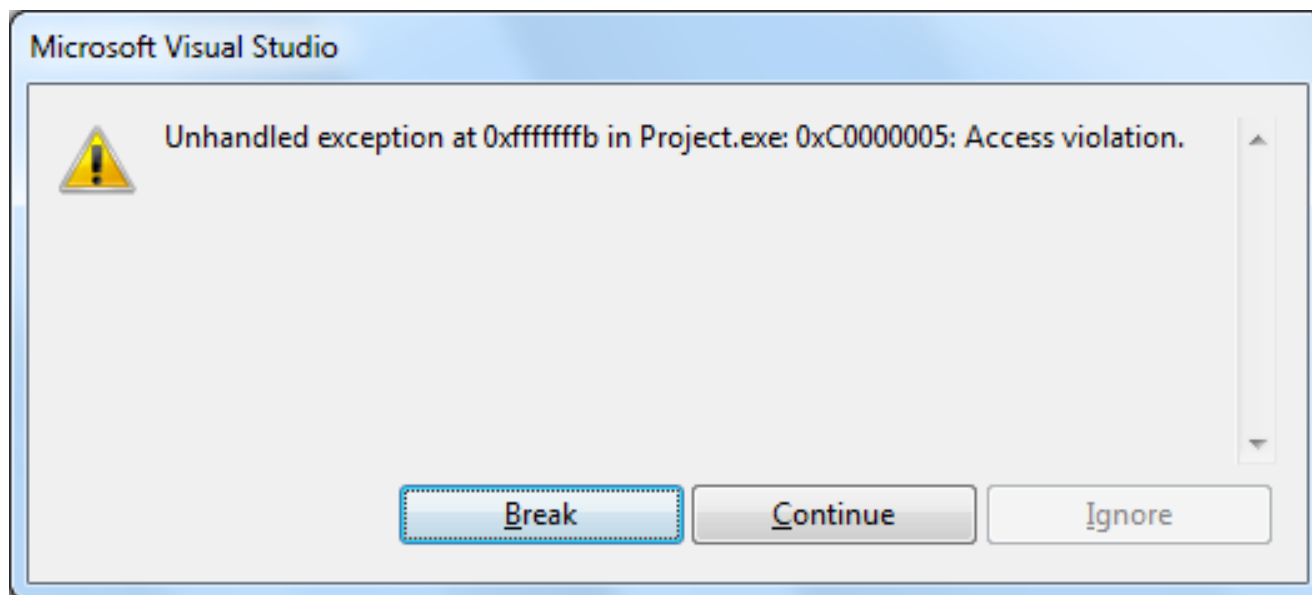 Microsoft Visual Studio
Unhandled exception at 0xfffffffb in Project.exe: 0xC0000005: Access violation.
Break Continue Ignore